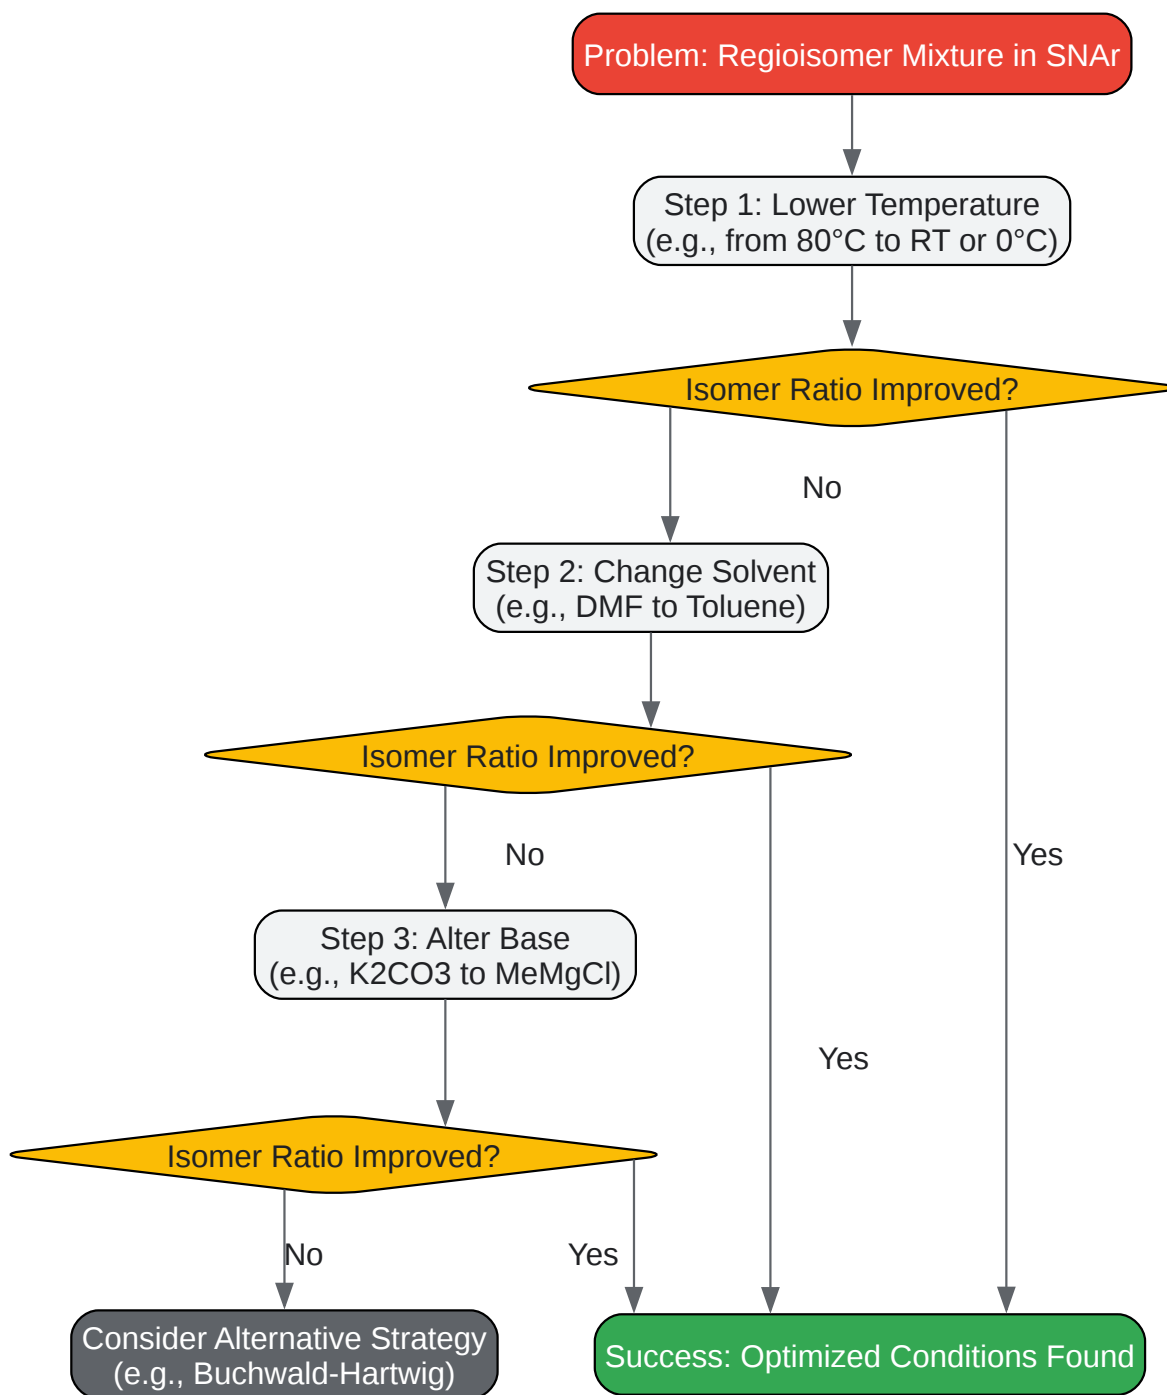 Problem: Regioisomer Mixture in SNAr
Step 1: Lower Temperature
(e.g., from 80°C to RT or 0°C)
Isomer Ratio Improved?
No
Step 2: Change Solvent
(e.g., DMF to Toluene)
Isomer Ratio Improved?
No
Yes
Step 3: Alter Base
(e.g., K2CO3 to MeMgCl)
Yes
Isomer Ratio Improved?
No
Yes
Consider Alternative Strategy
(e.g., Buchwald-Hartwig)
Success: Optimized Conditions Found